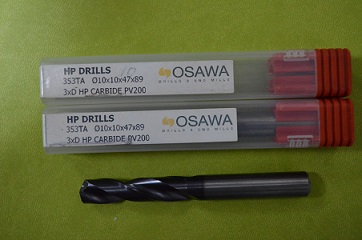 HP DRILLS
353TA Ø10x10x47x89
3xD HP CARBIDE PV200
OSAWA
DRILLS & END MILLS
HP DRILLS
353TA Ø10x10x47x89
3xD HP CARBIDE PV200
OSAWA
DRILLS & END MILLS